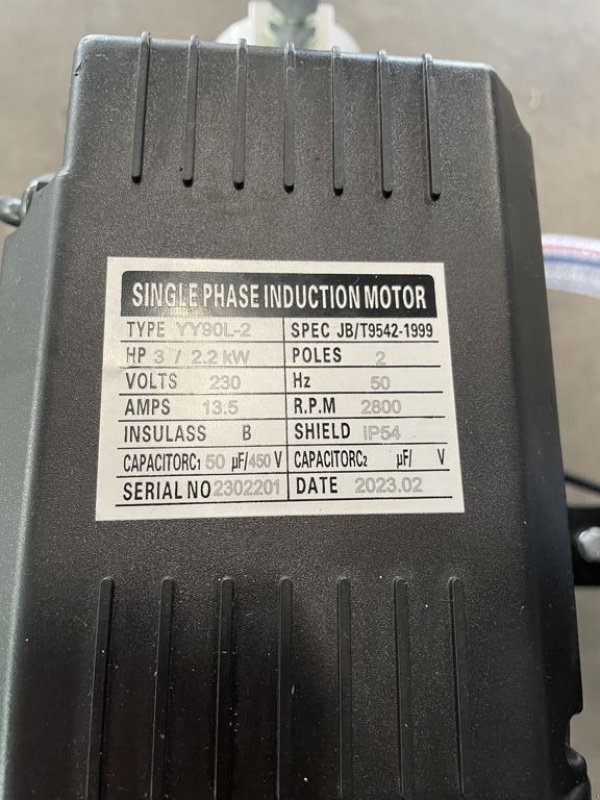 SINGLE PHASE INDUCTION MOTOR
TYPE YY90L-2 SPEC JB/T9542-1999
HP 3 / 2.2 kW POLES 2
VOLTS 230 Hz 50
AMPS 13.5 R.P.M 2800
INSULASS B SHIELD IP54
CAPACITORC1 50 µF/450 V CAPACITORC2 µF/ V
SERIAL NO 2302201 DATE 2023.02